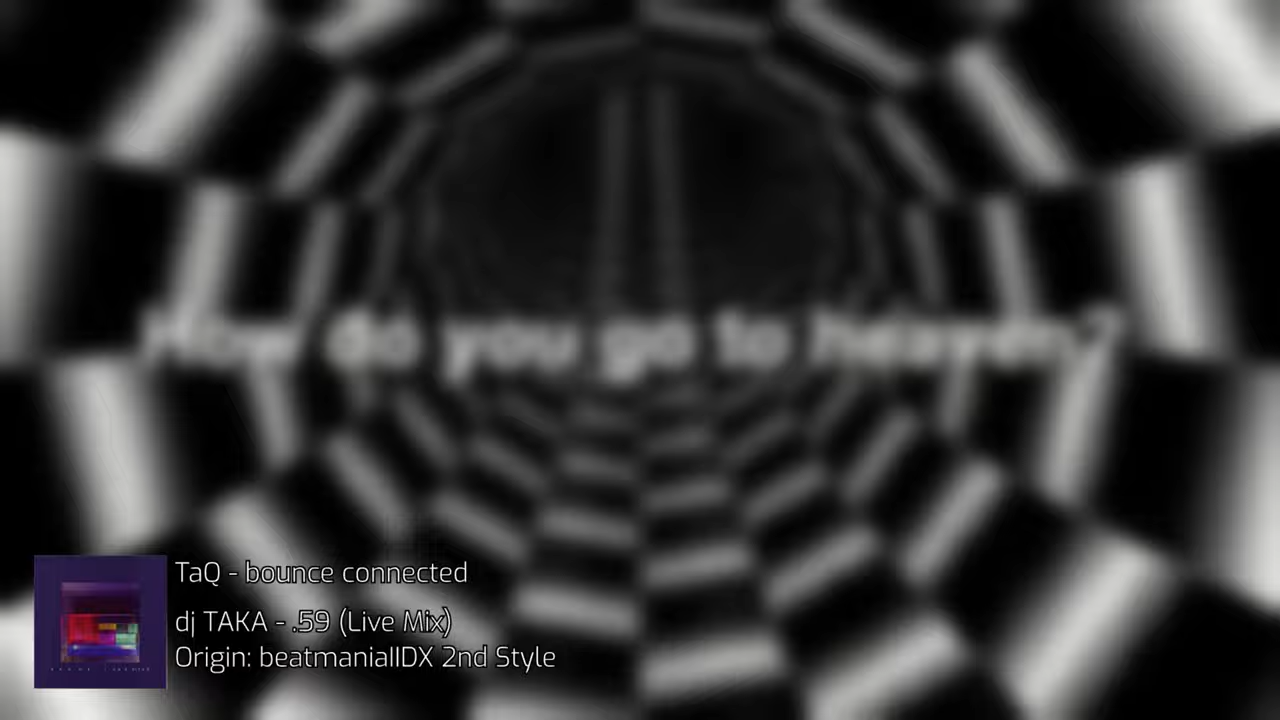 How do you go to heaven?
TaQ - bounce connected
dj TAKA - .59 (Live Mix)
Origin: beatmaniaIIDX 2nd Style